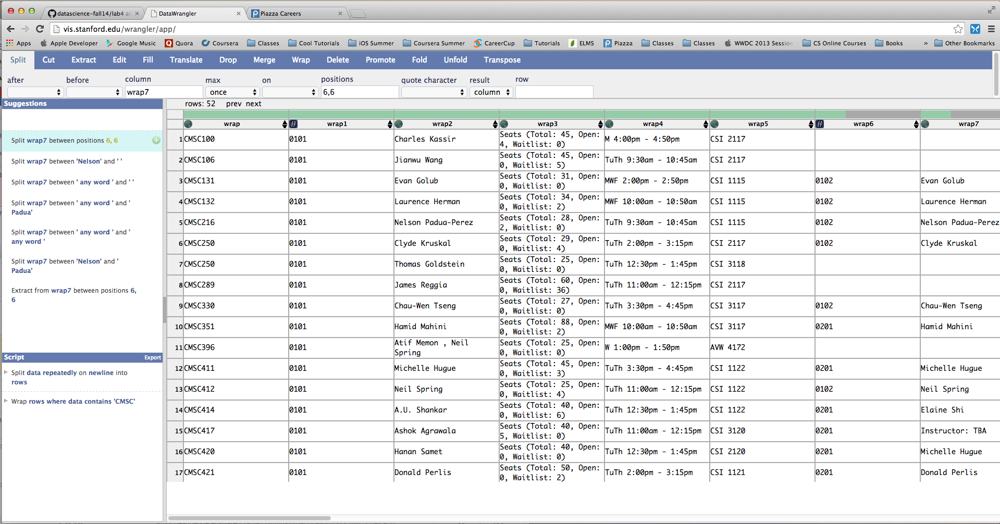 datascience-fall14/lab4 at
DataWrangler
Piazza Careers
vis.stanford.edu/wrangler/app/
Apps Apple Developer Google Music Quora Coursera Classes Cool Tutorials iOS Summer Coursera Summer CareerCup Tutorials ELMS Piazza Classes Classes WWDC 2013 Session CS Online Courses Books » Other Bookmarks
Split Cut Extract Edit Fill Translate Drop Merge Wrap Delete Promote Fold Unfold Transpose
after before column max on positions quote character result row
wrap7 once 6,6 column
Suggestions
Split wrap7 between positions 6, 6
Split wrap7 between 'Nelson' and ' '
Split wrap7 between ' any word ' and ' '
Split wrap7 between ' any word ' and '
Padua'
Split wrap7 between ' any word ' and '
any word '
Split wrap7 between 'Nelson' and '
Padua'
Extract from wrap7 between positions 6,
6
Script Export
Split data repeatedly on newline into
rows
Wrap rows where data contains 'CMSC'
rows: 52 prev next
wrap # wrap1 wrap2 wrap3 wrap4 wrap5 # wrap6 wrap7
1 CMSC100 0101 Charles Kassir Seats (Total: 45, Open: 4, Waitlist: 0) M 4:00pm - 4:50pm CSI 2117
2 CMSC106 0101 Jianwu Wang Seats (Total: 45, Open: 0, Waitlist: 5) TuTh 9:30am - 10:45am CSI 2117
3 CMSC131 0101 Evan Golub Seats (Total: 31, Open: 0, Waitlist: 0) MWF 2:00pm - 2:50pm CSI 1115 0102 Evan Golub
4 CMSC132 0101 Laurence Herman Seats (Total: 34, Open: 0, Waitlist: 2) MWF 10:00am - 10:50am CSI 1115 0102 Laurence Herman
5 CMSC216 0101 Nelson Padua-Perez Seats (Total: 28, Open: 2, Waitlist: 0) TuTh 9:30am - 10:45am CSI 1115 0102 Nelson Padua-Perez
6 CMSC250 0101 Clyde Kruskal Seats (Total: 29, Open: 0, Waitlist: 4) TuTh 2:00pm - 3:15pm CSI 2117 0102 Clyde Kruskal
7 CMSC250 0101 Thomas Goldstein Seats (Total: 25, Open: 0, Waitlist: 0) TuTh 12:30pm - 1:45pm CSI 3118
8 CMSC289 0101 James Reggia Seats (Total: 60, Open: 0, Waitlist: 36) TuTh 11:00am - 12:15pm CSI 2117
9 CMSC330 0101 Chau-Wen Tseng Seats (Total: 27, Open: 0, Waitlist: 0) TuTh 3:30pm - 4:45pm CSI 3117 0102 Chau-Wen Tseng
10 CMSC351 0101 Hamid Mahini Seats (Total: 88, Open: 0, Waitlist: 2) MWF 10:00am - 10:50am CSI 3117 0201 Hamid Mahini
11 CMSC396 0101 Atif Memon , Neil Spring Seats (Total: 25, Open: 0, Waitlist: 0) W 1:00pm - 1:50pm AVW 4172
12 CMSC411 0101 Michelle Hugue Seats (Total: 45, Open: 0, Waitlist: 3) TuTh 3:30pm - 4:45pm CSI 1122 0201 Michelle Hugue
13 CMSC412 0101 Neil Spring Seats (Total: 25, Open: 0, Waitlist: 4) TuTh 11:00am - 12:15pm CSI 1122 0102 Neil Spring
14 CMSC414 0101 A.U. Shankar Seats (Total: 40, Open: 0, Waitlist: 6) TuTh 12:30pm - 1:45pm CSI 1122 0201 Elaine Shi
15 CMSC417 0101 Ashok Agrawala Seats (Total: 40, Open: 5, Waitlist: 0) TuTh 11:00am - 12:15pm CSI 3120 0201 Instructor: TBA
16 CMSC420 0101 Hanan Samet Seats (Total: 40, Open: 0, Waitlist: 0) TuTh 12:30pm - 1:45pm CSI 2120 0201 Michelle Hugue
17 CMSC421 0101 Donald Perlis Seats (Total: 50, Open: 0, Waitlist: 2) TuTh 2:00pm - 3:15pm CSI 1121 0201 Donald Perlis